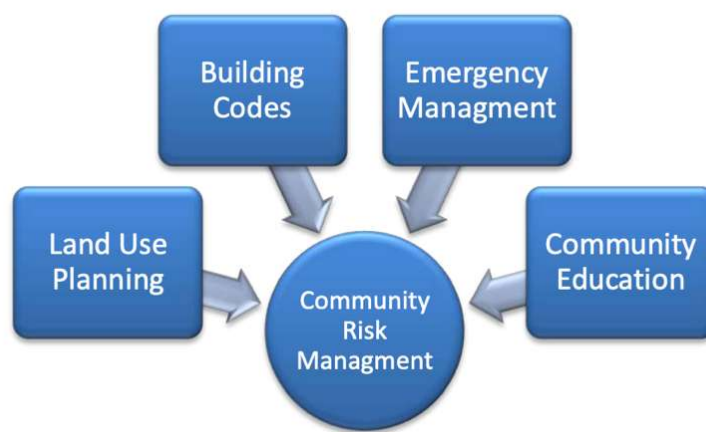 Building
Codes
Emergency
Managment
Land Use
Planning
Community
Education
Community
Risk
Managment